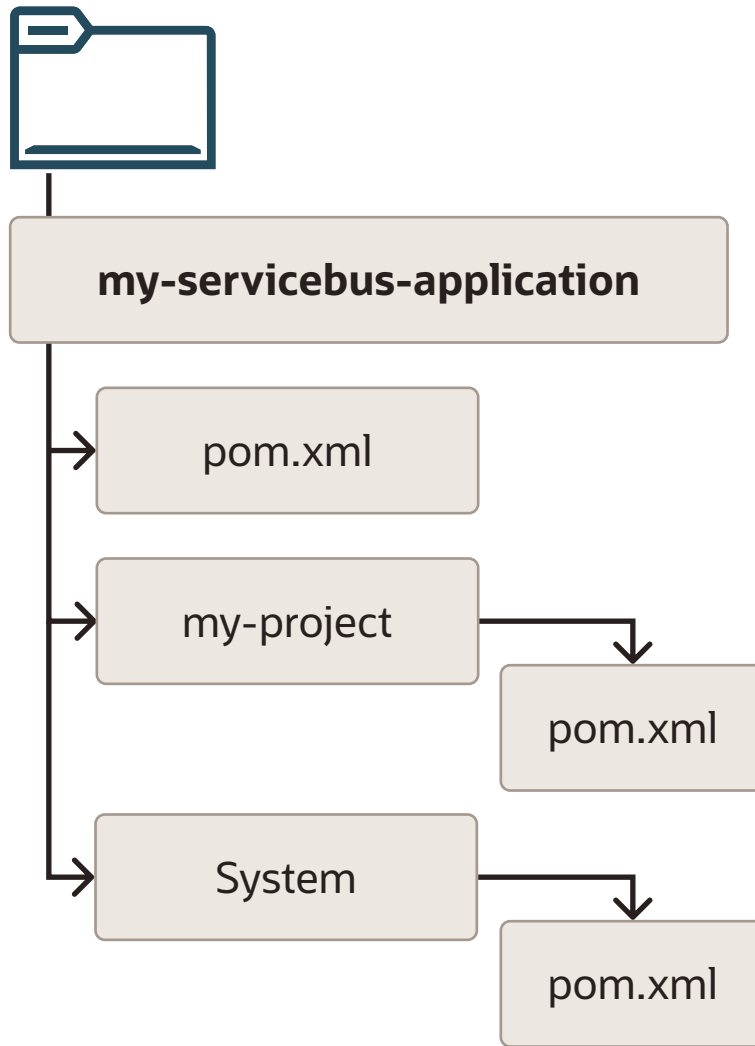 my-servicebus-application
pom.xml
my-project
pom.xml
System
pom.xml